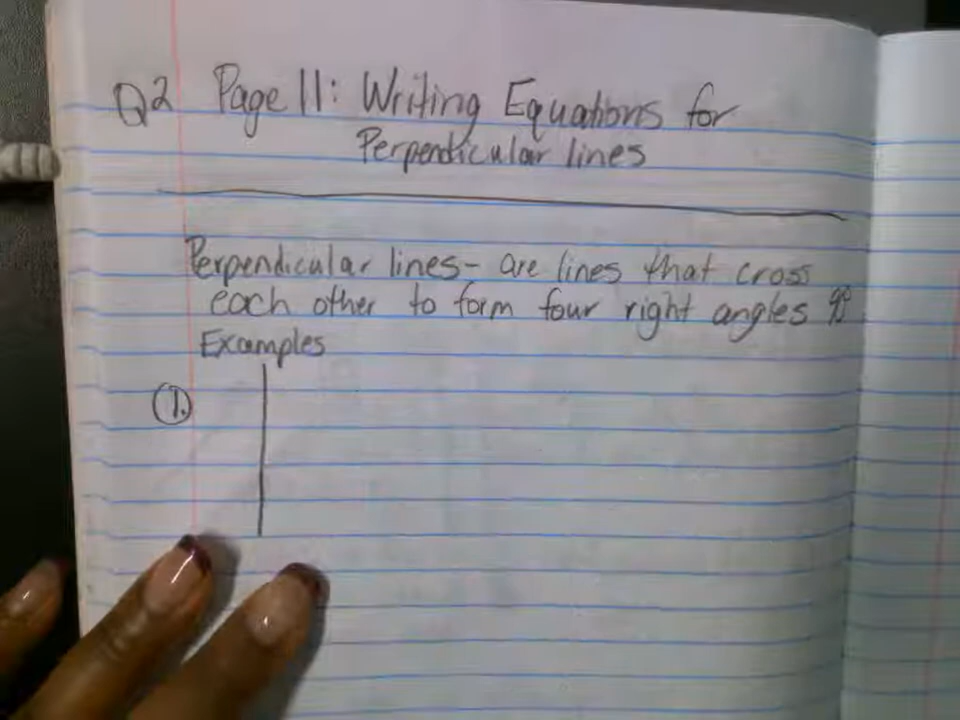 Q2 Page 11: Writing Equations for
Perpendicular lines
Perpendicular lines- are lines that cross
each other to form four right angles 90°
Examples
1.